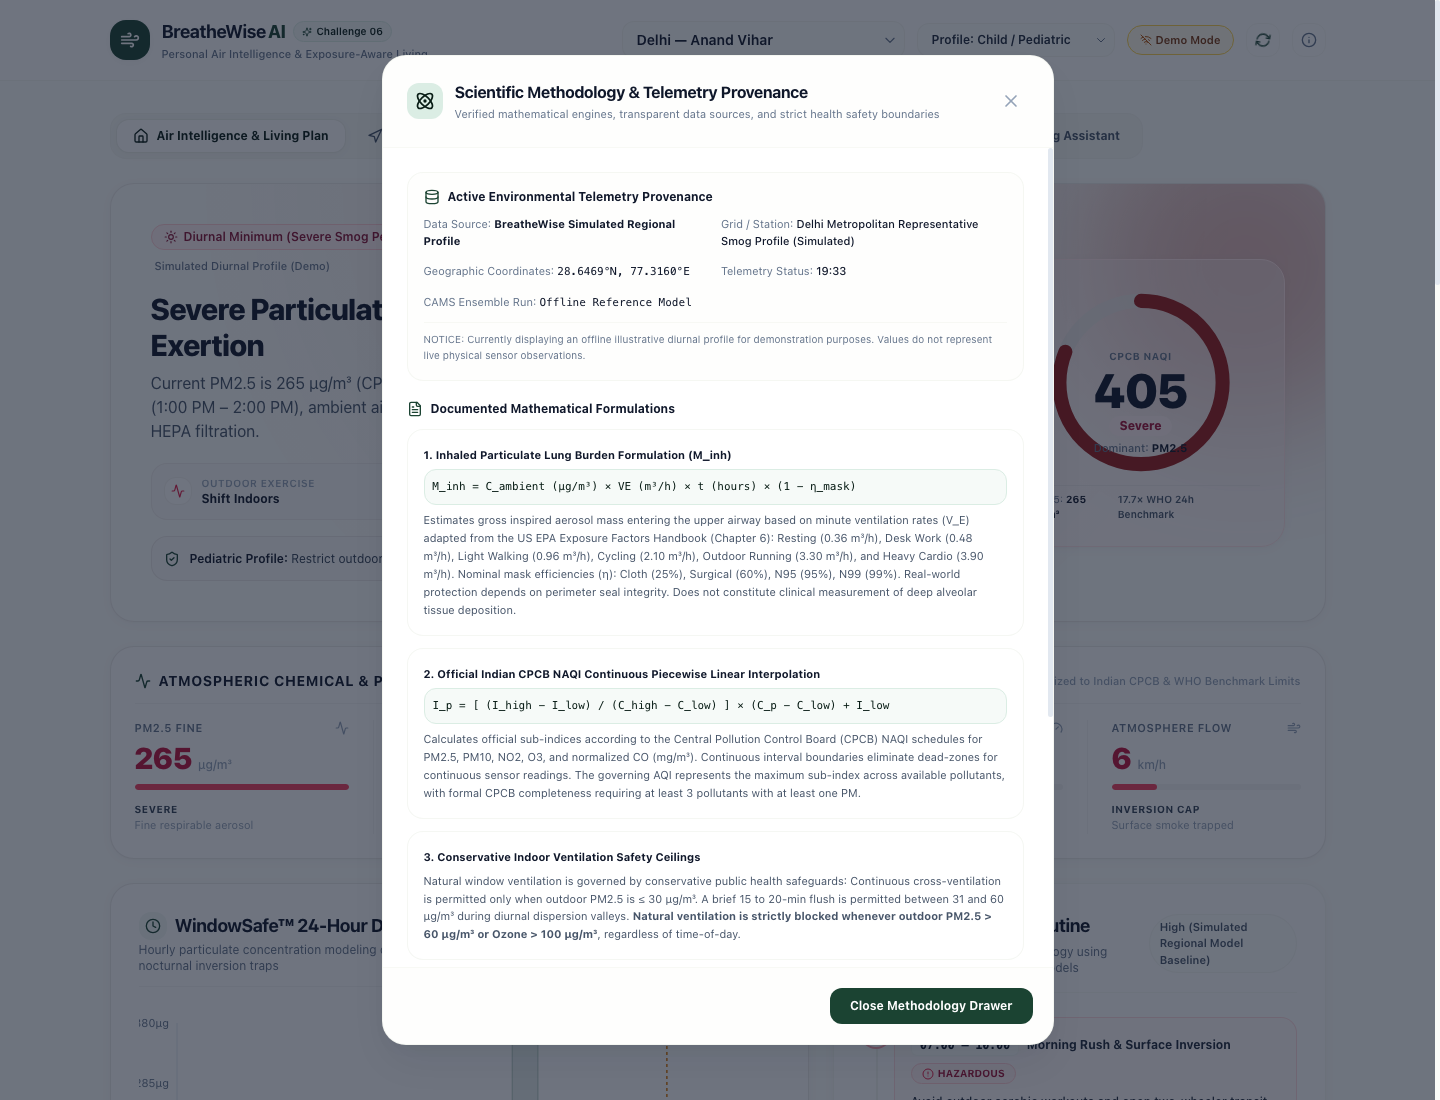 BreatheWise AI
Challenge 06
Personal Air Intelligence & Exposure-Aware Living
Delhi — Anand Vihar
Profile: Child / Pediatric
Demo Mode
Scientific Methodology & Telemetry Provenance
Verified mathematical engines, transparent data sources, and strict health safety boundaries
Air Intelligence & Living Plan
g Assistant
Active Environmental Telemetry Provenance
Data Source: BreatheWise Simulated Regional
Profile
Grid / Station: Delhi Metropolitan Representative
Smog Profile (Simulated)
Geographic Coordinates: 28.6469°N, 77.3160°E
Telemetry Status: 19:33
CAMS Ensemble Run: Offline Reference Model
NOTICE: Currently displaying an offline illustrative diurnal profile for demonstration purposes. Values do not represent
live physical sensor observations.
Diurnal Minimum (Severe Smog Pe
Simulated Diurnal Profile (Demo)
Severe Particulat
Exertion
Current PM2.5 is 265 µg/m³ (CP
(1:00 PM – 2:00 PM), ambient ai
HEPA filtration.
OUTDOOR EXERCISE
Shift Indoors
Pediatric Profile: Restrict outdoor
CPCB NAQI
405
Severe
Dominant: PM2.5
5: 265
17.7× WHO 24h
Benchmark
Documented Mathematical Formulations
1. Inhaled Particulate Lung Burden Formulation (M_inh)
M_inh = C_ambient (µg/m³) × VE (m³/h) × t (hours) × (1 − η_mask)
Estimates gross inspired aerosol mass entering the upper airway based on minute ventilation rates (V_E)
adapted from the US EPA Exposure Factors Handbook (Chapter 6): Resting (0.36 m³/h), Desk Work (0.48
m³/h), Light Walking (0.96 m³/h), Cycling (2.10 m³/h), Outdoor Running (3.30 m³/h), and Heavy Cardio (3.90
m³/h). Nominal mask efficiencies (η): Cloth (25%), Surgical (60%), N95 (95%), N99 (99%). Real-world
protection depends on perimeter seal integrity. Does not constitute clinical measurement of deep alveolar
tissue deposition.
2. Official Indian CPCB NAQI Continuous Piecewise Linear Interpolation
I_p = [ (I_high − I_low) / (C_high − C_low) ] × (C_p − C_low) + I_low
Calculates official sub-indices according to the Central Pollution Control Board (CPCB) NAQI schedules for
PM2.5, PM10, NO2, O3, and normalized CO (mg/m³). Continuous interval boundaries eliminate dead-zones for
continuous sensor readings. The governing AQI represents the maximum sub-index across available pollutants,
with formal CPCB completeness requiring at least 3 pollutants with at least one PM.
ATMOSPHERIC CHEMICAL & P
ized to Indian CPCB & WHO Benchmark Limits
PM2.5 FINE
265 µg/m³
SEVERE
Fine respirable aerosol
ATMOSPHERE FLOW
6 km/h
INVERSION CAP
Surface smoke trapped
3. Conservative Indoor Ventilation Safety Ceilings
Natural window ventilation is governed by conservative public health safeguards: Continuous cross-ventilation
is permitted only when outdoor PM2.5 is ≤ 30 µg/m³. A brief 15 to 20-min flush is permitted between 31 and 60
µg/m³ during diurnal dispersion valleys. Natural ventilation is strictly blocked whenever outdoor PM2.5 >
60 µg/m³ or Ozone > 100 µg/m³, regardless of time-of-day.
Close Methodology Drawer
WindowSafe™ 24-Hour D
Hourly particulate concentration modeling
nocturnal inversion traps
380µg
285µg
utine
ogy using
dels
High (Simulated
Regional Model
Baseline)
07:00 – 10:00 Morning Rush & Surface Inversion
HAZARDOUS